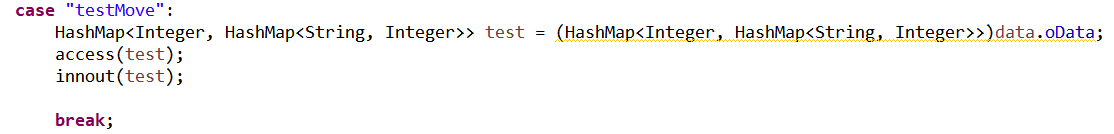 case "testMove":
HashMap<Integer, HashMap<String, Integer>> test = (HashMap<Integer, HashMap<String, Integer>>)data.oData;
access(test);
innout(test);
break;